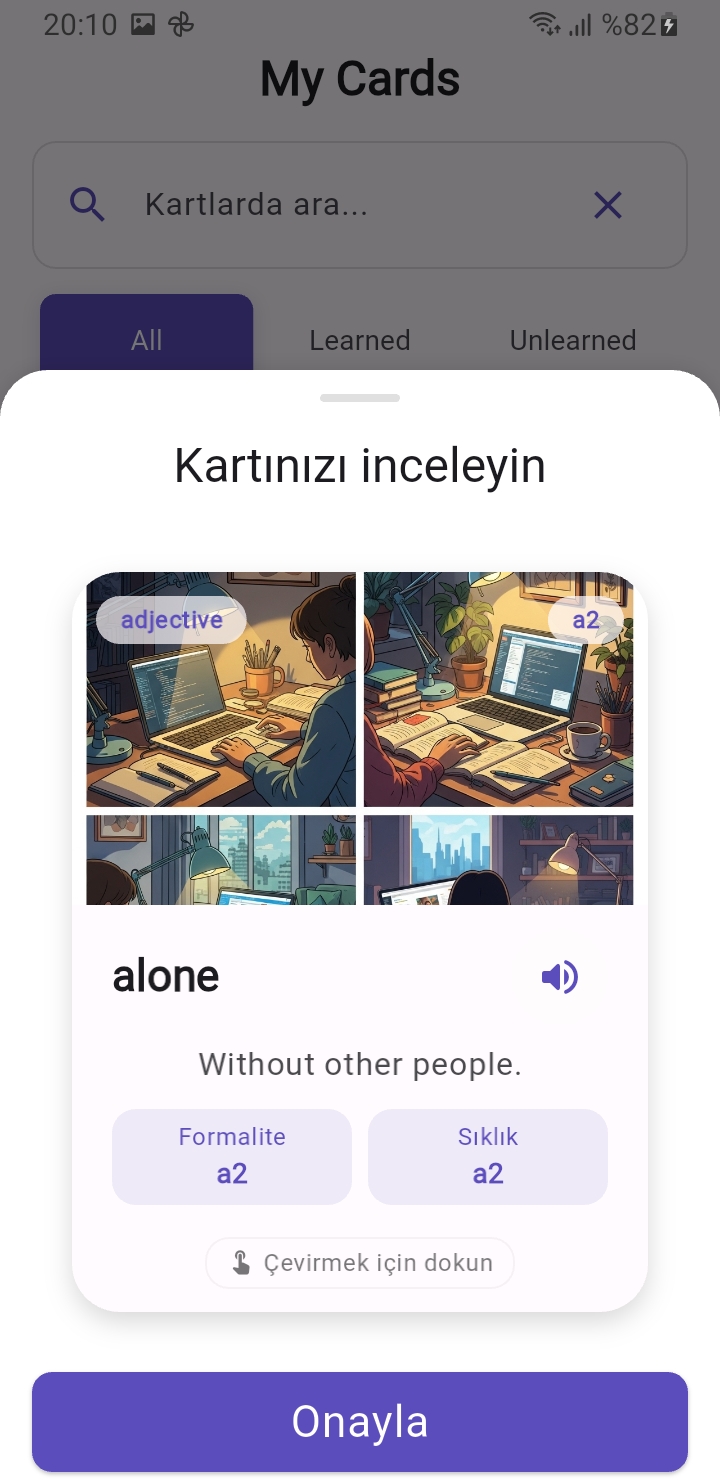 20:10 %82
My Cards
Kartlarda ara...
All Learned Unlearned
Kartınızı inceleyin
adjective a2
alone
Without other people.
Formalite Sıklık
a2 a2
Çevirmek için dokun
Onayla